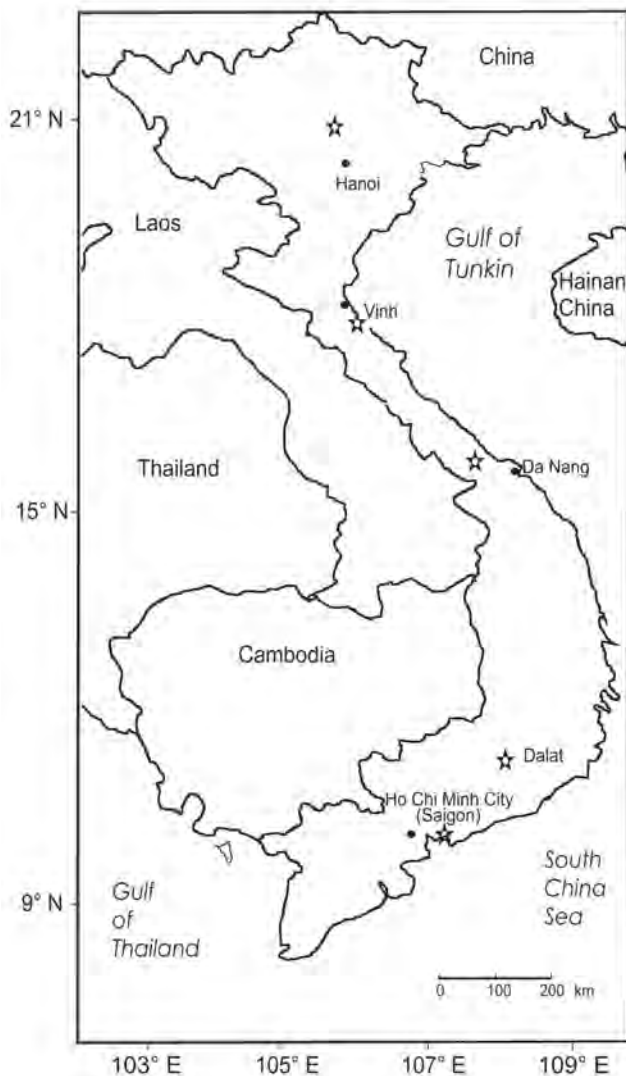 China
21° N
Hanoi
Laos
Gulf of
Tunkin
Hainan
China
Vinh
Thailand
Da Nang
15° N
Cambodia
Dalat
Ho Chi Minh City
(Saigon)
South
China
Sea
9° N
Gulf
of
Thailand
0 100 200 km
103° E 105° E 107° E 109° E